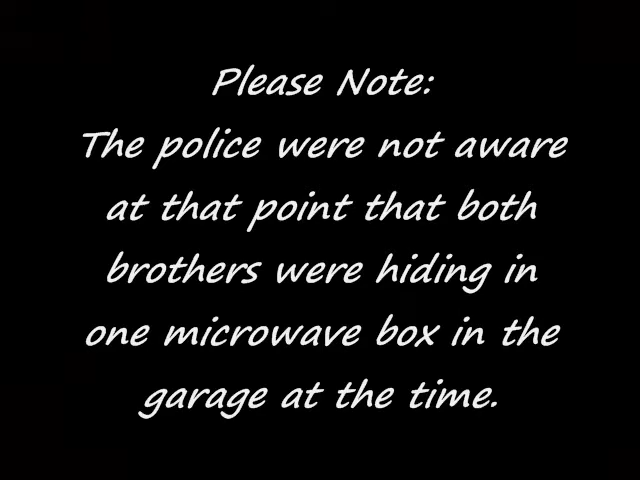 Please Note:
The police were not aware
at that point that both
brothers were hiding in
one microwave box in the
garage at the time.